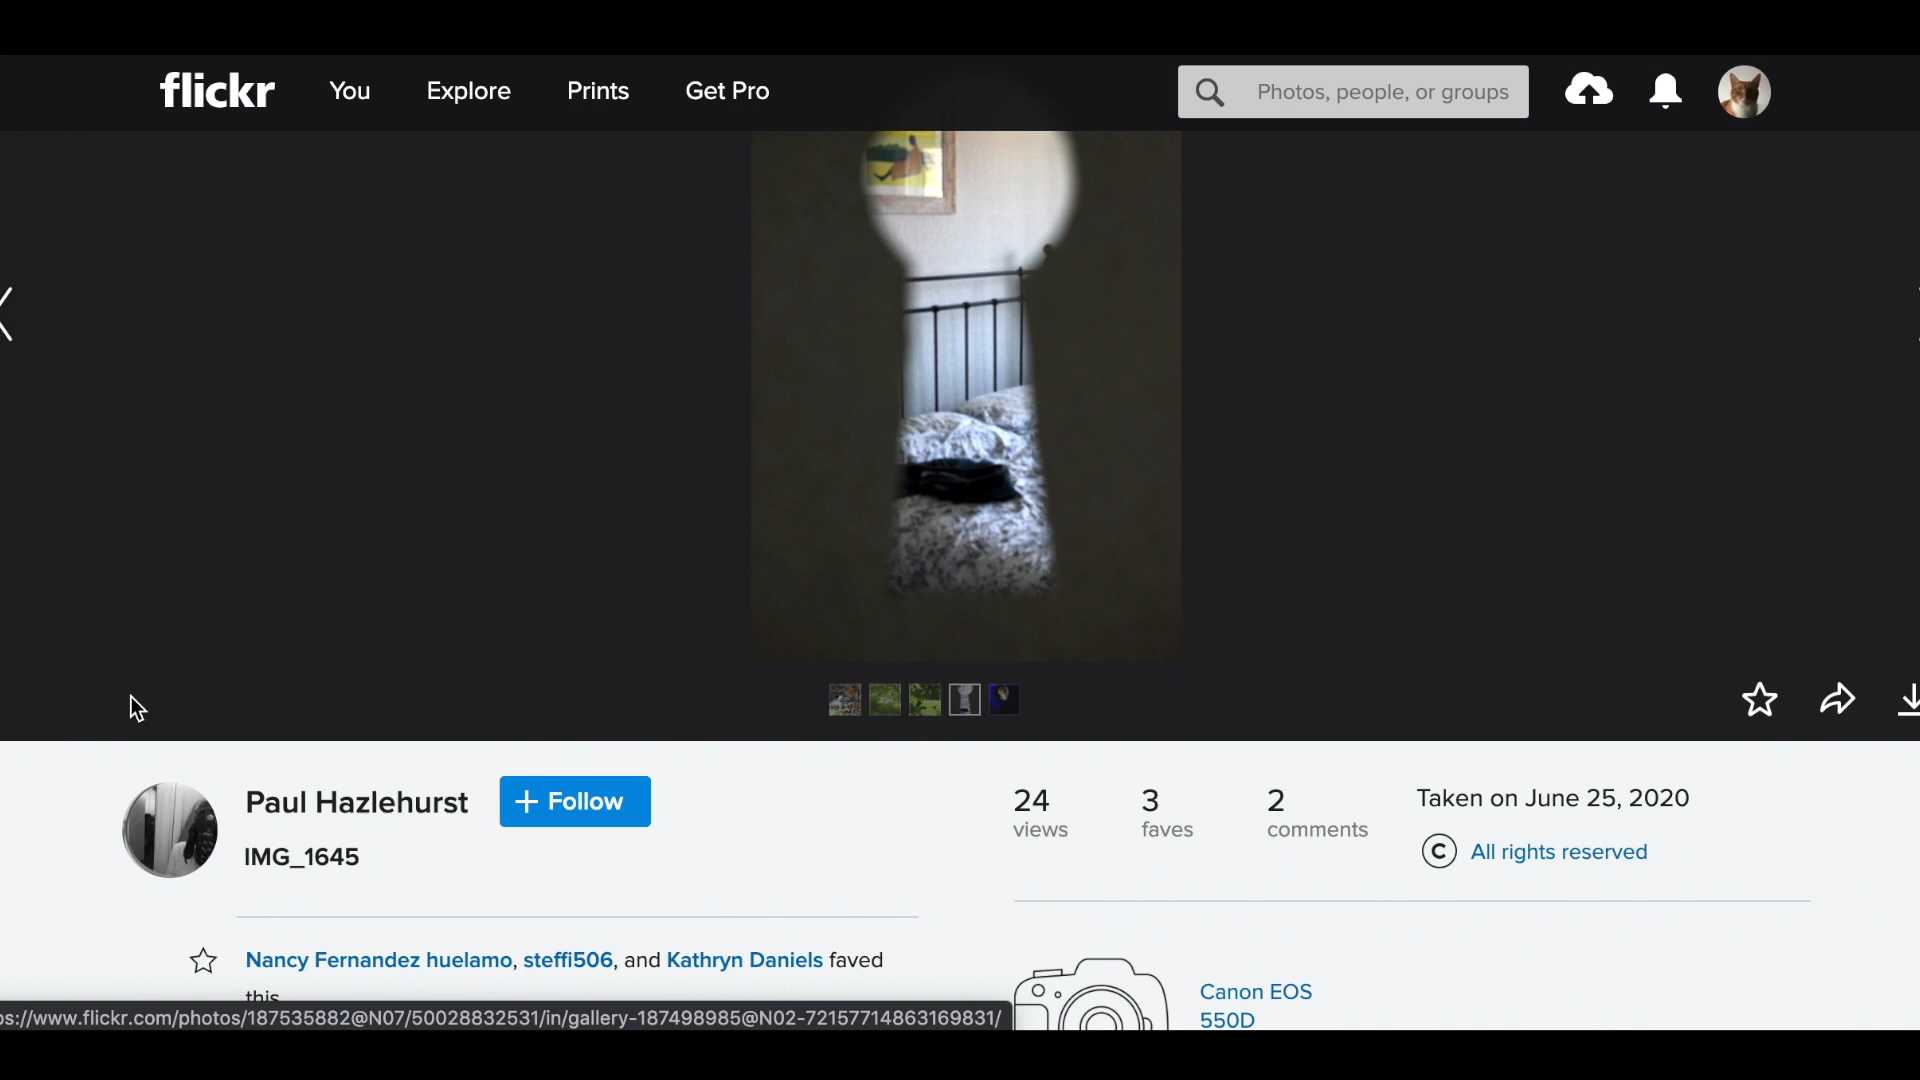 flickr You Explore Prints Get Pro Photos, people, or groups
Paul Hazlehurst + Follow
IMG_1645
24 3 2 Taken on June 25, 2020
views faves comments
C All rights reserved
Nancy Fernandez huelamo, steffi506, and Kathryn Daniels faved
this
Canon EOS
550D
ps://www.flickr.com/photos/187535882@N07/50028832531/in/gallery-187498985@N02-72157714863169831/